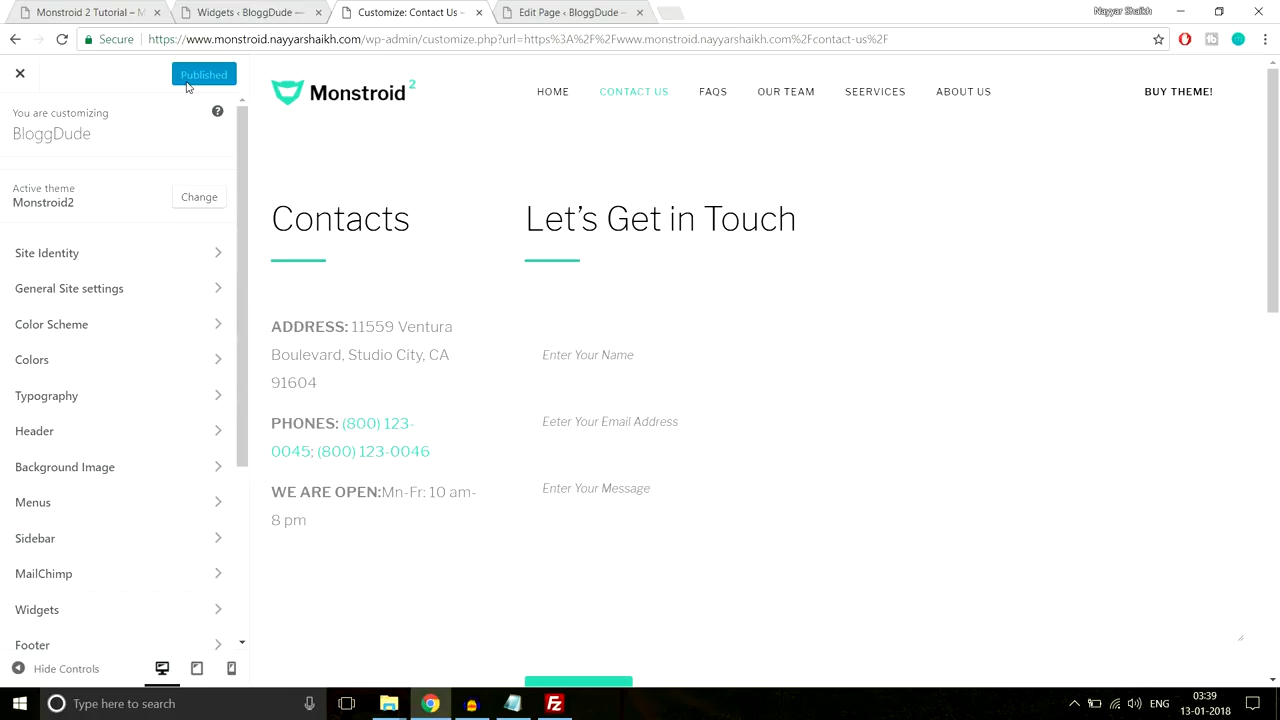 Monstroid 2 Tutorial – M
Widgets ‹ BloggDude —
Customize: Contact Us –
Edit Page ‹ BloggDude —
Nayyar Shaikh
Secure
https://www.monstroid.nayyarshaikh.com/wp-admin/customize.php?url=https%3A%2F%2Fwww.monstroid.nayyarshaikh.com%2Fcontact-us%2F
Published
You are customizing
BloggDude
Active theme
Monstroid2
Change
Site Identity
General Site settings
Color Scheme
Colors
Typography
Header
Background Image
Menus
Sidebar
MailChimp
Widgets
Footer
Hide Controls
Monstroid 2
HOME
CONTACT US
FAQS
OUR TEAM
SEERVICES
ABOUT US
BUY THEME!
Contacts
ADDRESS: 11559 Ventura
Boulevard, Studio City, CA
91604
PHONES: (800) 123-
0045; (800) 123-0046
WE ARE OPEN:Mn-Fr: 10 am-
8 pm
Let's Get in Touch
Enter Your Name
Eeter Your Email Address
Enter Your Message
Type here to search
ENG
03:39
13-01-2018